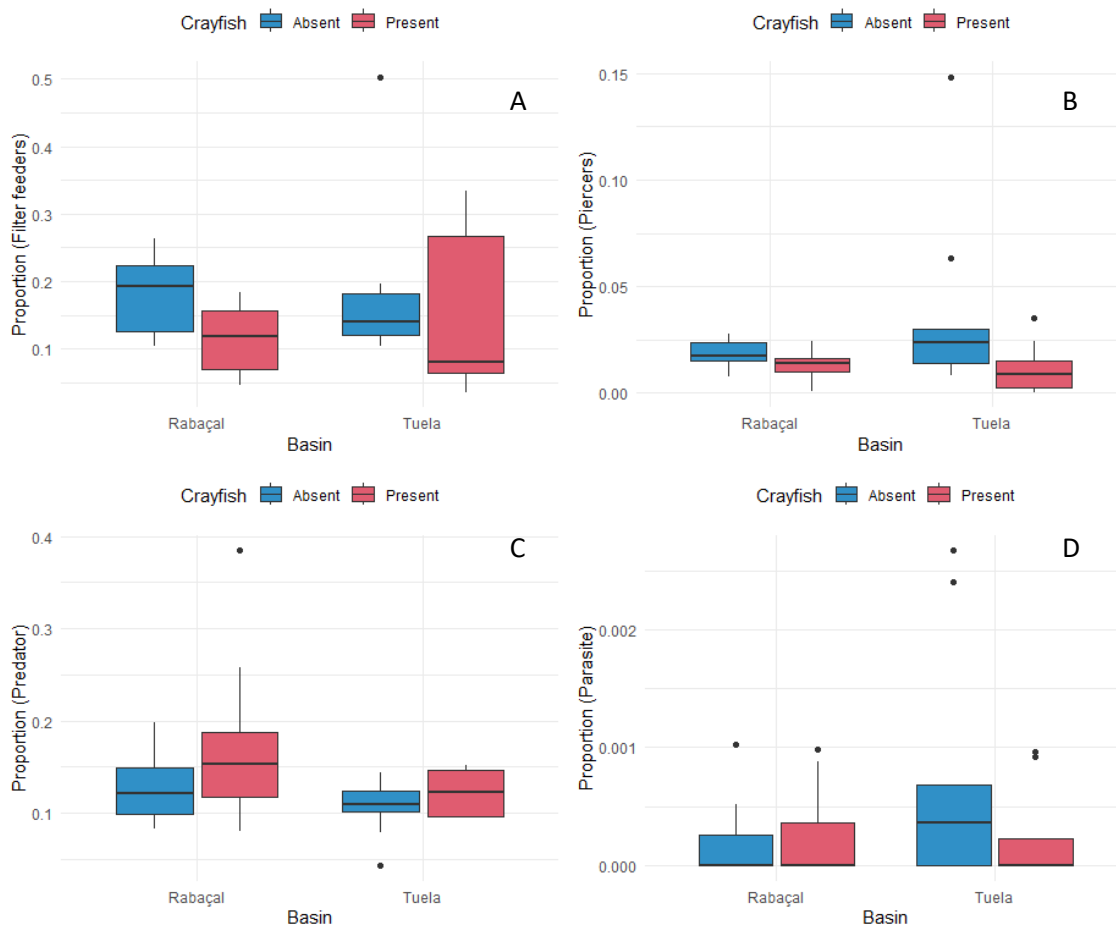 Crayfish Absent Present
A
Proportion (Filter feeders)
0.5
0.4
0.3
0.2
0.1
Rabaçal Tuela
Basin
Crayfish Absent Present
B
Proportion (Piercers)
0.15
0.10
0.05
0.00
Rabaçal Tuela
Basin
Crayfish Absent Present
C
Proportion (Predator)
0.4
0.3
0.2
0.1
Rabaçal Tuela
Basin
Crayfish Absent Present
D
Proportion (Parasite)
0.002
0.001
0.000
Rabaçal Tuela
Basin